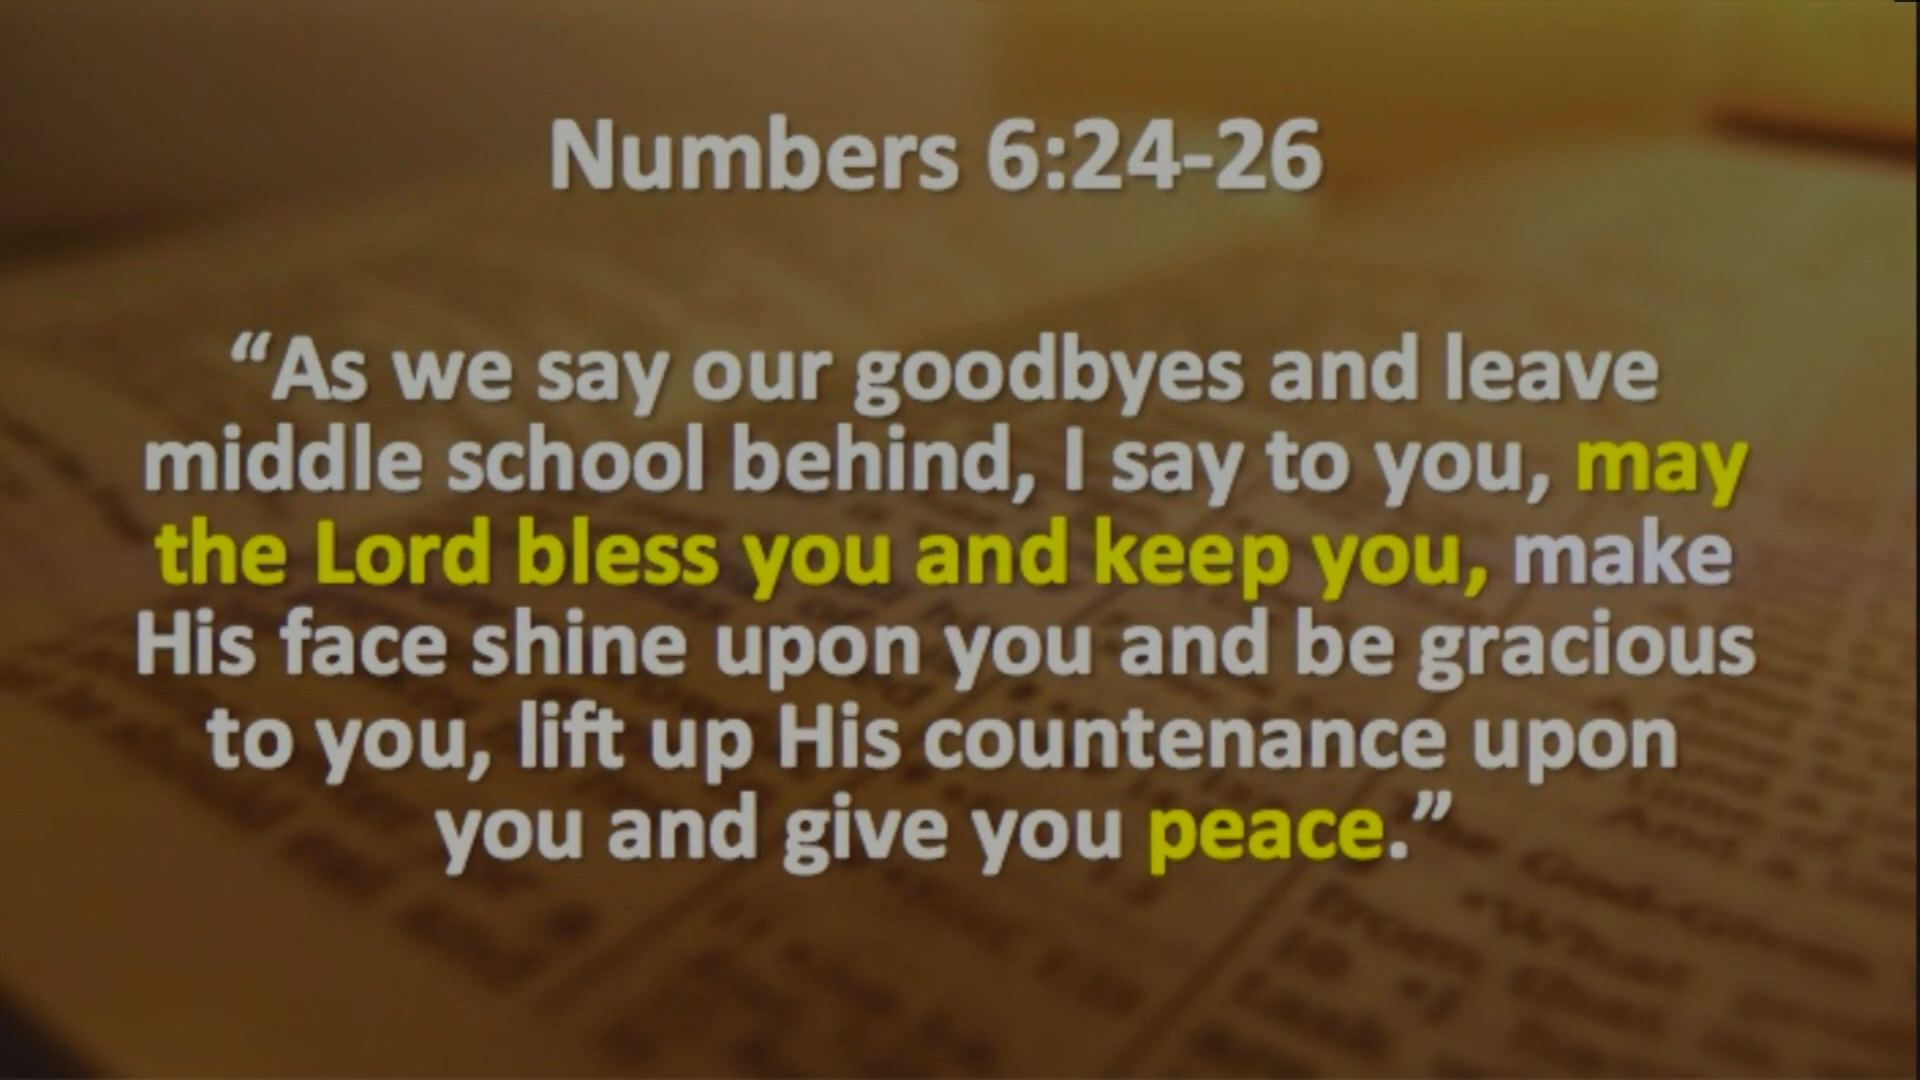 Numbers 6:24-26
“As we say our goodbyes and leave
middle school behind, I say to you, may
the Lord bless you and keep you, make
His face shine upon you and be gracious
to you, lift up His countenance upon
you and give you peace.”